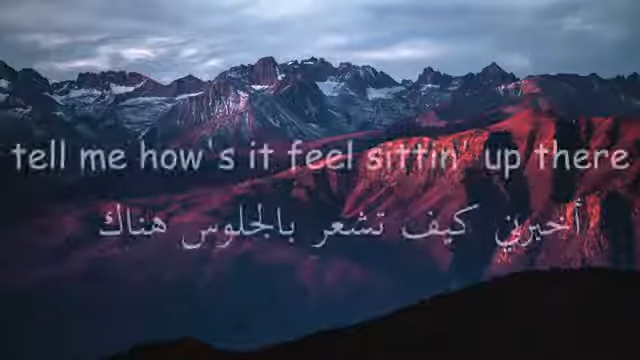 tell me how's it feel sittin' up there
أخبرني كيف تشعر بالجلوس هناك